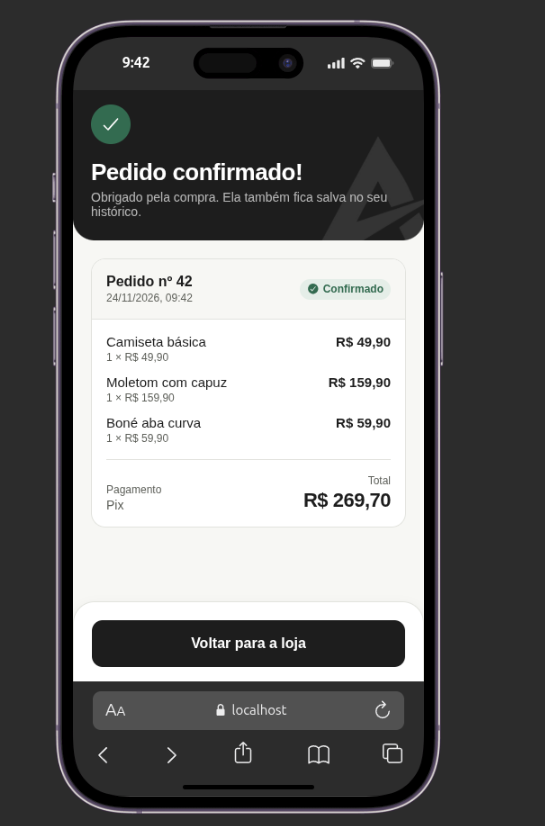 9:42
Pedido confirmado!
Obrigado pela compra. Ela também fica salva no seu
histórico.
Pedido nº 42
24/11/2026, 09:42
Confirmado
Camiseta básica
R$ 49,90
1 × R$ 49,90
Moletom com capuz
R$ 159,90
1 × R$ 159,90
Boné aba curva
R$ 59,90
1 × R$ 59,90
Total
Pagamento
Pix
R$ 269,70
Voltar para a loja
AA
localhost